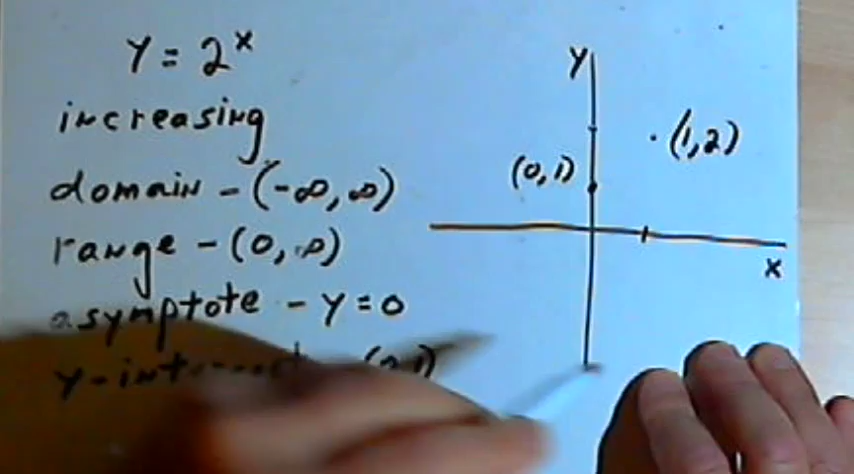 y = 2^x
increasing
domain - (-∞, ∞)
range - (0, ∞)
asymptote - y = 0
y
(0,1)
(1,2)
x